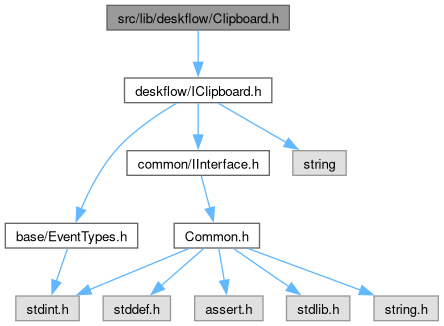 src/lib/deskflow/Clipboard.h
deskflow/IClipboard.h
common/IInterface.h
string
base/EventTypes.h
Common.h
stdint.h
stddef.h
assert.h
stdlib.h
string.h